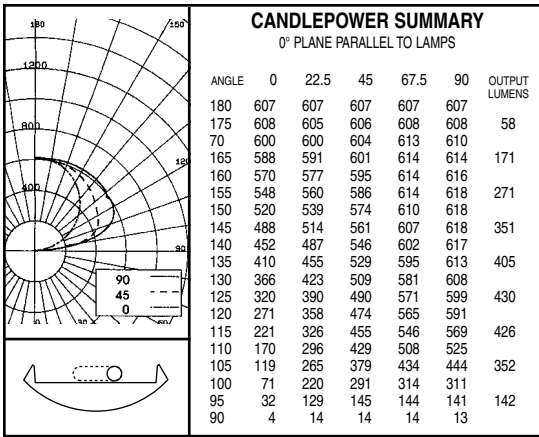 CANDLEPOWER SUMMARY
0° PLANE PARALLEL TO LAMPS
ANGLE 0 22.5 45 67.5 90 OUTPUT
LUMENS
180 607 607 607 607 607
175 608 605 606 608 608 58
70 600 600 604 613 610
165 588 591 601 614 614 171
160 570 577 595 614 616
155 548 560 586 614 618 271
150 520 539 574 610 618
145 488 514 561 607 618 351
140 452 487 546 602 617
135 410 455 529 595 613 405
130 366 423 509 581 608
125 320 390 490 571 599 430
120 271 358 474 565 591
115 221 326 455 546 569 426
110 170 296 429 508 525
105 119 265 379 434 444 352
100 71 220 291 314 311
95 32 129 145 144 141 142
90 4 14 14 14 13
180 150
1200
800
120
400
90
90
45
0
0 30